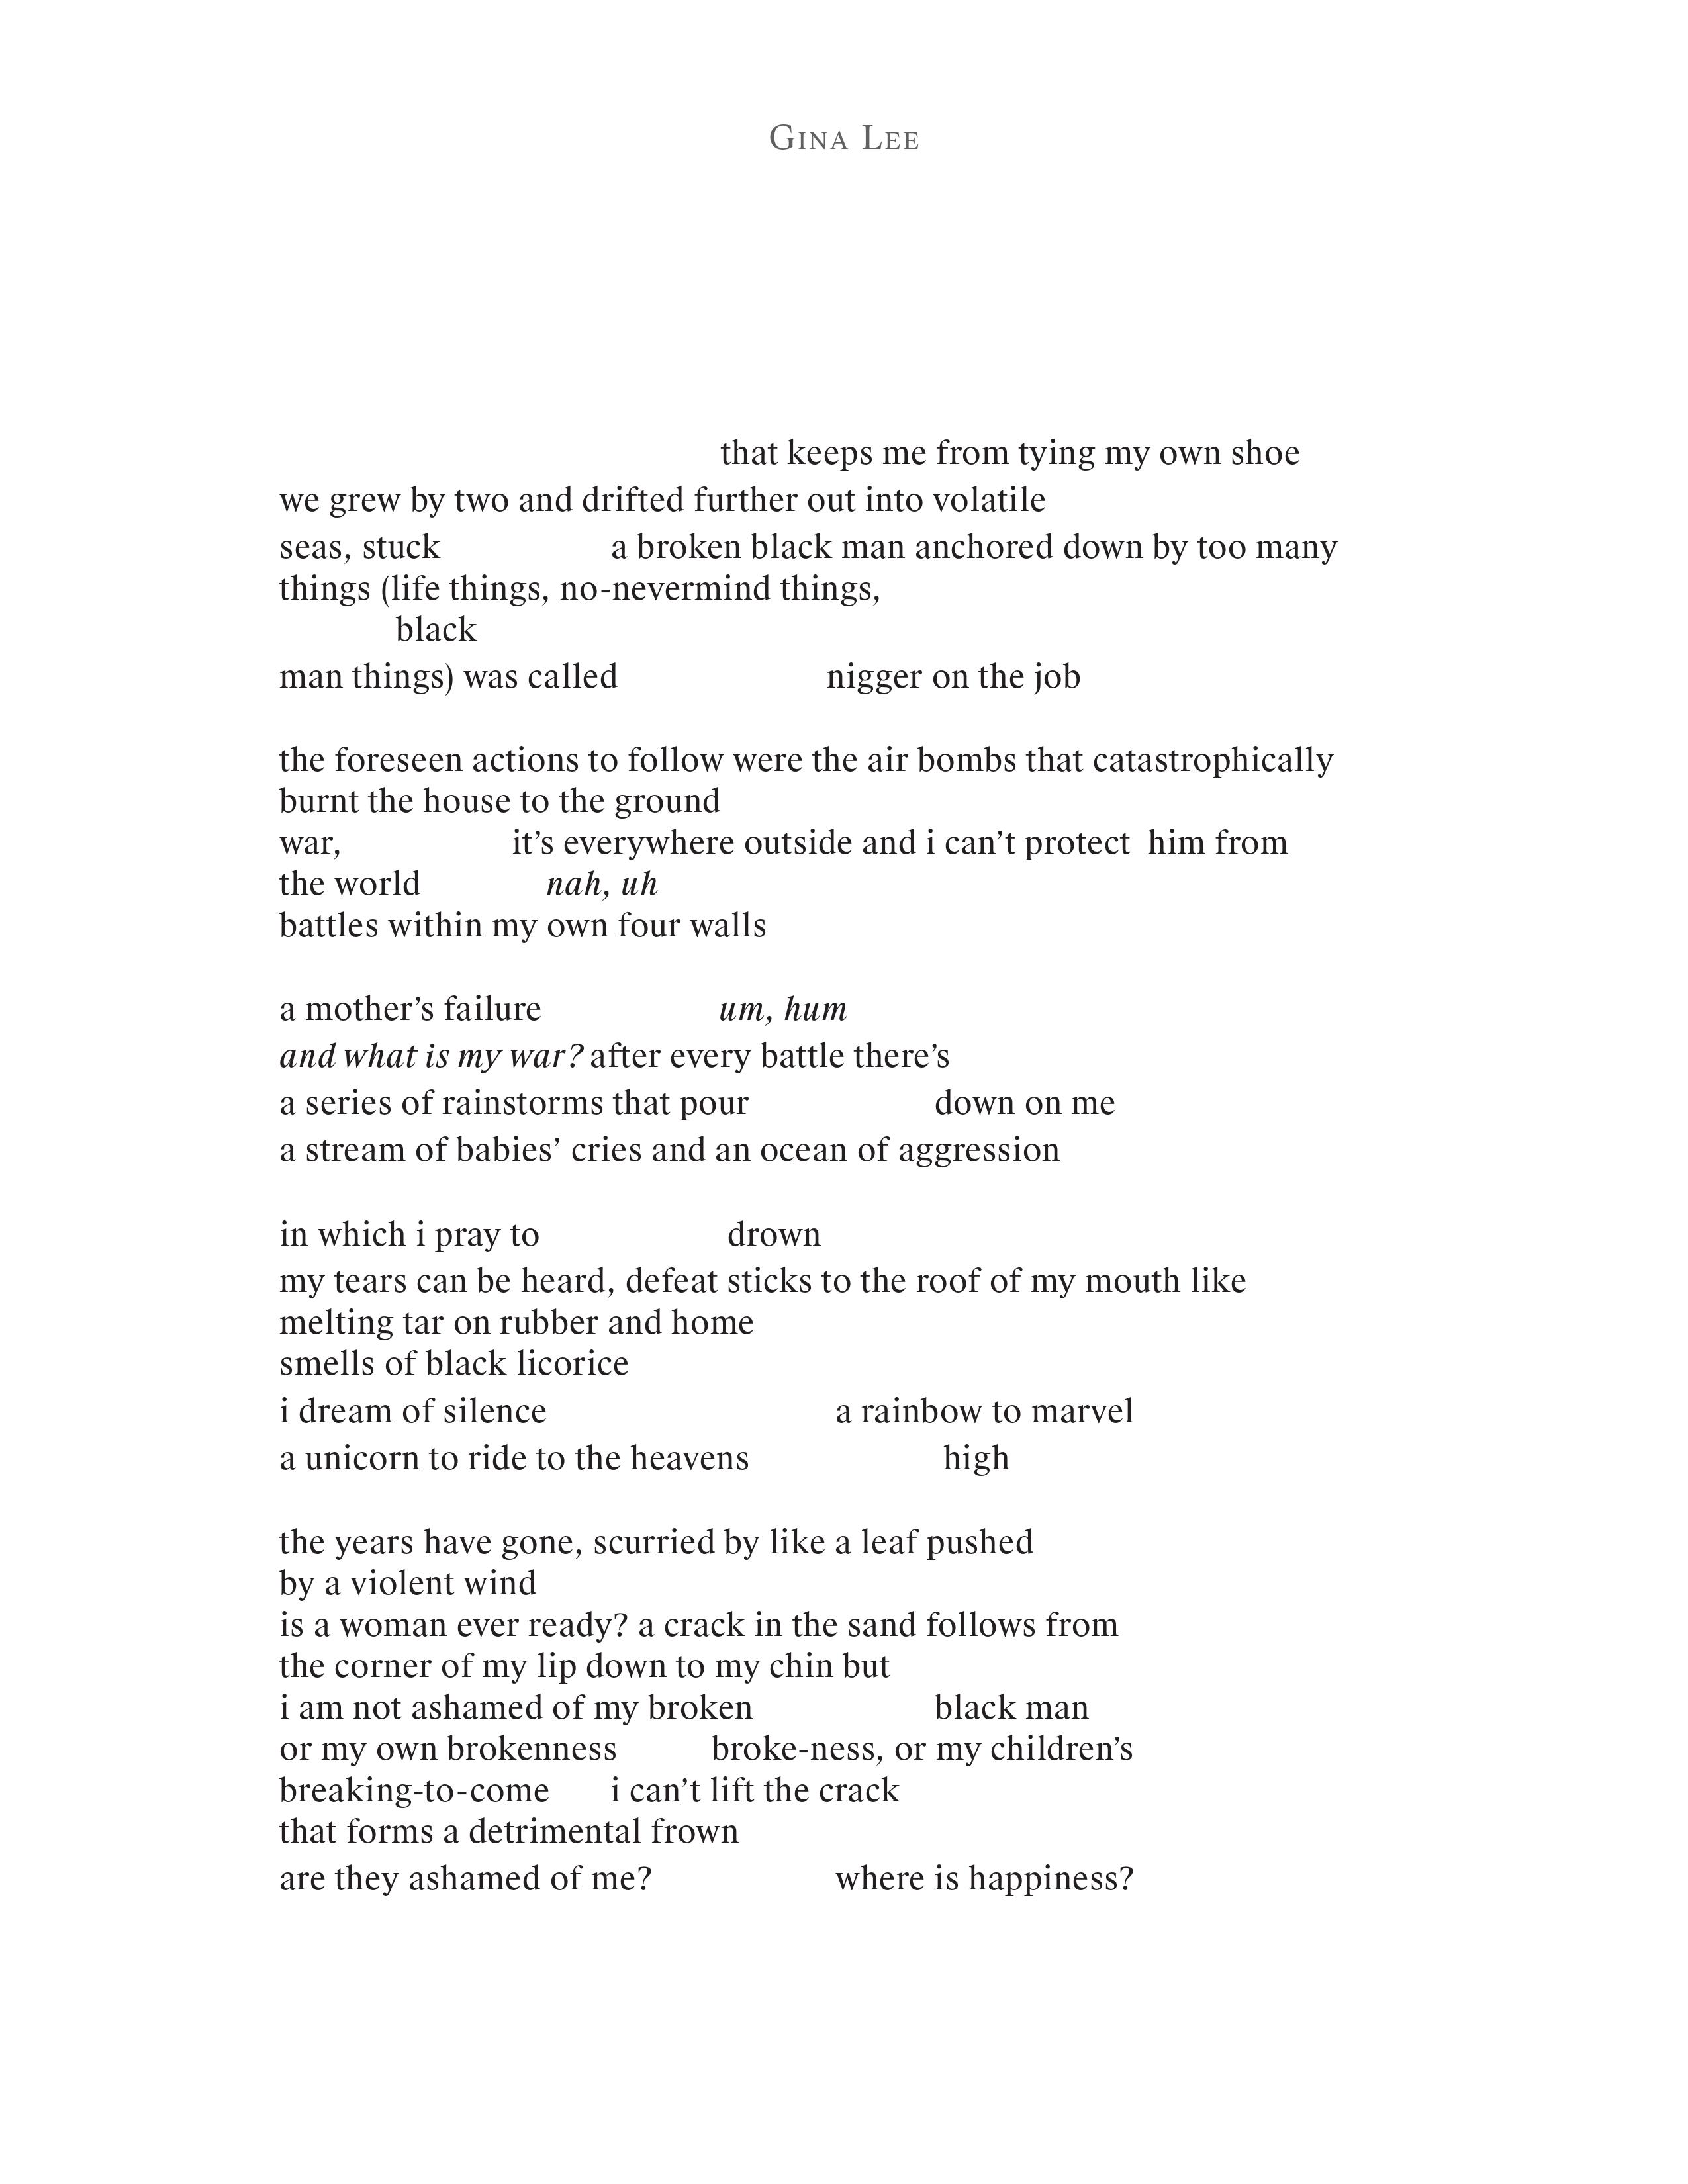 Gina Lee
that keeps me from tying my own shoe
we grew by two and drifted further out into volatile
seas, stuck a broken black man anchored down by too many
things (life things, no-nevermind things,
black
man things) was called nigger on the job
the foreseen actions to follow were the air bombs that catastrophically
burnt the house to the ground
war, it’s everywhere outside and i can’t protect him from
the world nah, uh
battles within my own four walls
a mother’s failure um, hum
and what is my war? after every battle there’s
a series of rainstorms that pour down on me
a stream of babies’ cries and an ocean of aggression
in which i pray to drown
my tears can be heard, defeat sticks to the roof of my mouth like
melting tar on rubber and home
smells of black licorice
i dream of silence a rainbow to marvel
a unicorn to ride to the heavens high
the years have gone, scurried by like a leaf pushed
by a violent wind
is a woman ever ready? a crack in the sand follows from
the corner of my lip down to my chin but
i am not ashamed of my broken black man
or my own brokenness broke-ness, or my children’s
breaking-to-come i can’t lift the crack
that forms a detrimental frown
are they ashamed of me? where is happiness?